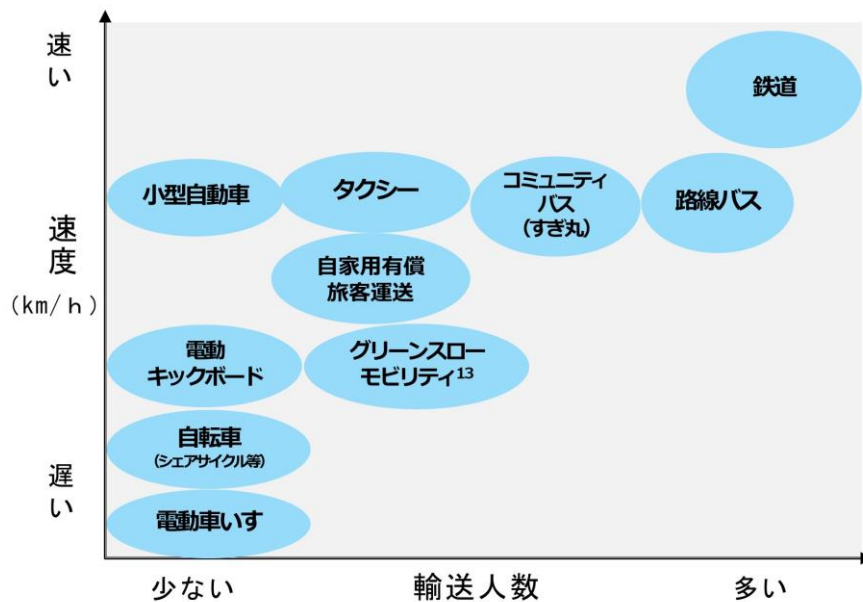 速い
鉄道
小型自動車
タクシー
コミュニティ
バス
(すぎ丸)
路線バス
速度
(km/h)
自家用有償
旅客運送
電動
キックボード
グリーンスロー
モビリティ13
自転車
(シェアサイクル等)
遅い
電動車いす
少ない
輸送人数
多い